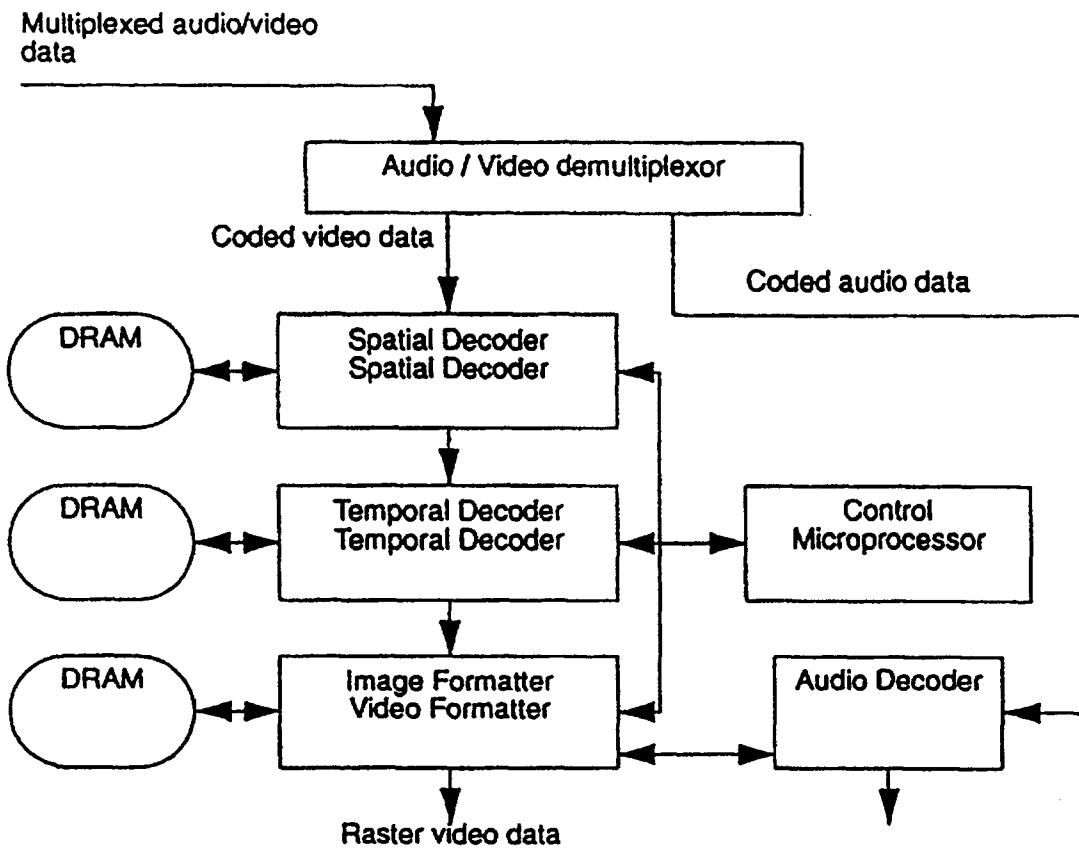 Multiplexed audio/video
data
Audio / Video demultiplexor
Coded video data
Coded audio data
DRAM
Spatial Decoder
Spatial Decoder
DRAM
Temporal Decoder
Temporal Decoder
Control
Microprocessor
DRAM
Image Formatter
Video Formatter
Audio Decoder
Raster video data